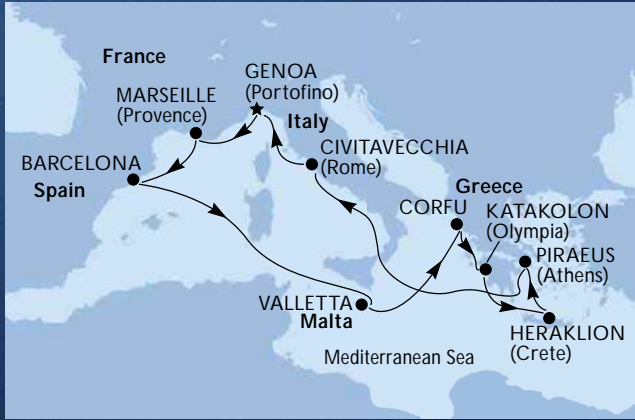 France
GENOA
(Portofino)
MARSEILLE
(Provence)
Italy
CIVITAVECCHIA
(Rome)
BARCELONA
Spain
Greece
CORFU
KATAKOLON
(Olympia)
PIRAEUS
(Athens)
VALLETTA
Malta
HERAKLION
(Crete)
Mediterranean Sea